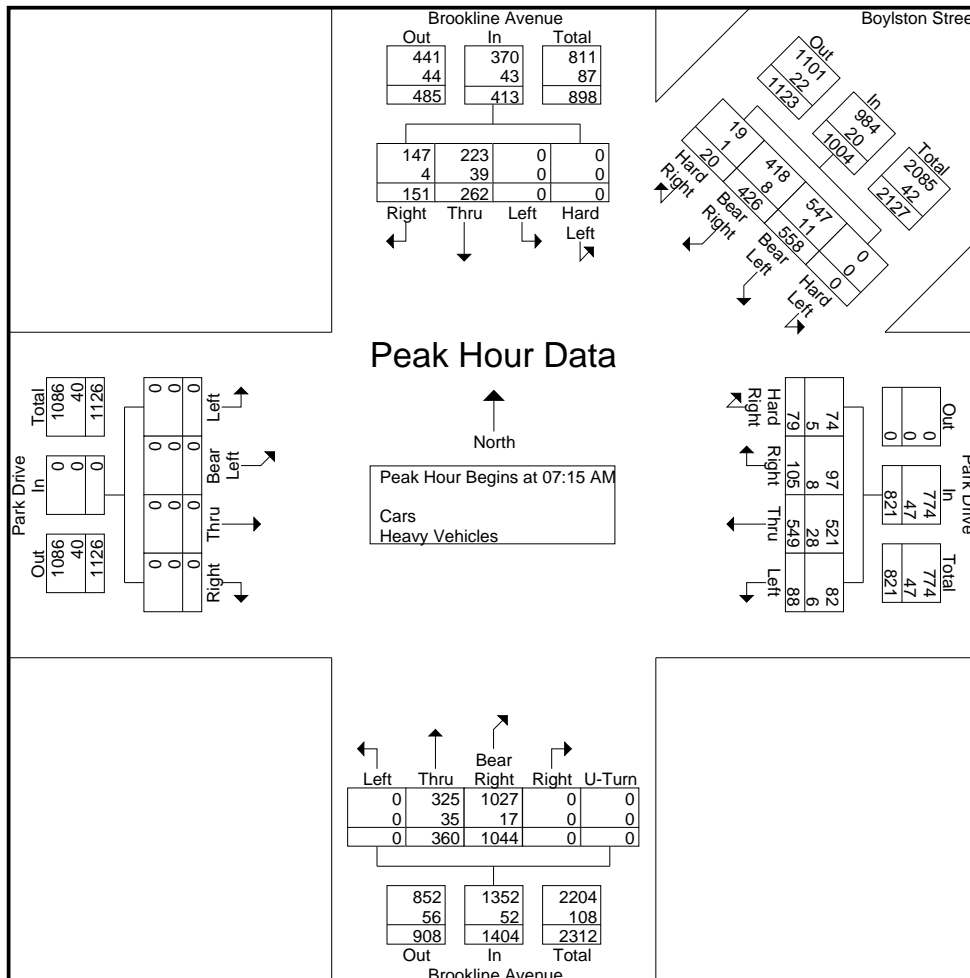 Brookline Avenue
Out In Total
441 370 811
44 43 87
485 413 898
147 223 0 0
4 39 0 0
151 262 0 0
Right Thru Left Hard Left
Boylston Stree
Out
1101
22
1123
In
984
20
1004
Total
2085
42
2127
19 418 547 0
1 8 11 0
20 426 558 0
Hard Right
Bear Right
Bear Left
Hard Left
Peak Hour Data
North
Peak Hour Begins at 07:15 AM
Cars
Heavy Vehicles
Park Drive
Total
1086
40
1126
In
0
0
0
Out
1086
40
1126
Left
0 0 0
Bear Left
0 0 0
Thru
0 0 0
Right
0 0 0
Park Drive
Out
0
0
0
In
774
47
821
Total
774
47
821
74 97 521 82
5 8 28 6
79 105 549 88
Hard Right
Right
Thru
Left
Left Thru Bear Right Right U-Turn
0 325 1027 0 0
0 35 17 0 0
0 360 1044 0 0
852 1352 2204
56 52 108
908 1404 2312
Out In Total
Brookline Avenue